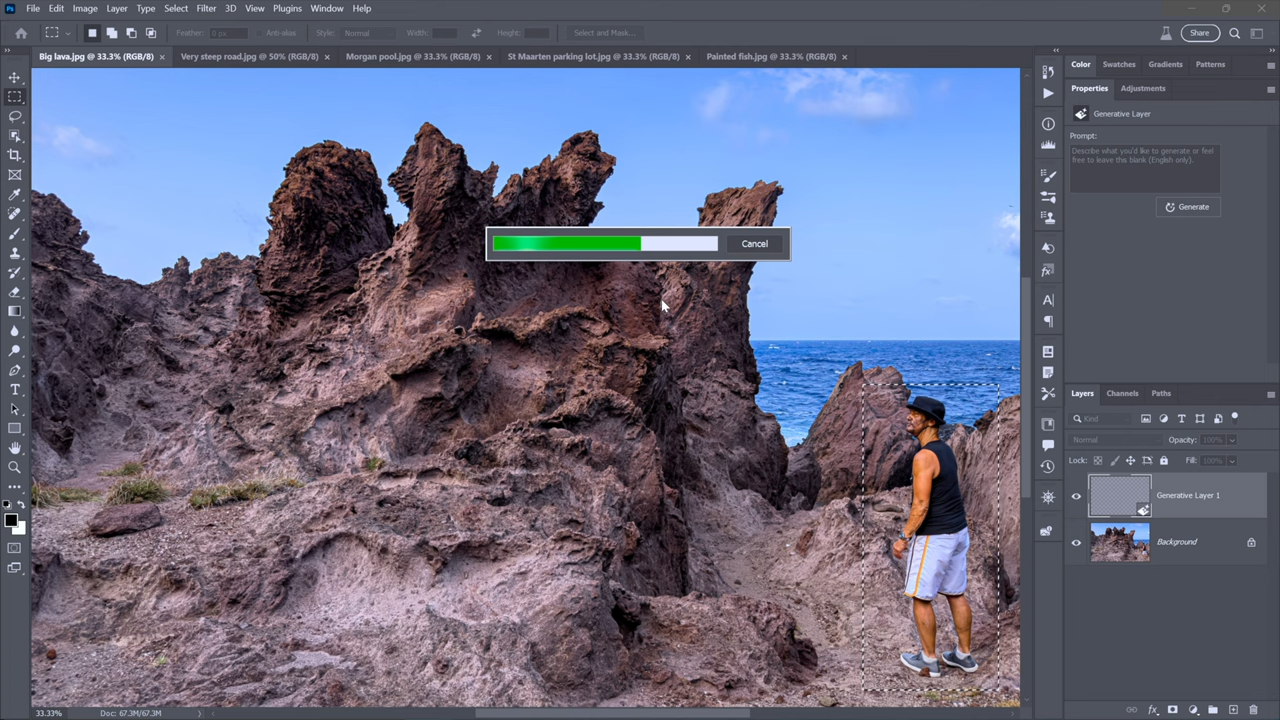 Ps File Edit Image Layer Type Select Filter 3D View Plugins Window Help
Feather: 0 px Anti-alias Style: Normal Width: Height: Select and Mask... Share
Big lava.jpg @ 33.3% (RGB/8) Very steep road.jpg @ 50% (RGB/8) Morgan pool.jpg @ 33.3% (RGB/8) St Maarten parking lot.jpg @ 33.3% (RGB/8) Painted fish.jpg @ 33.3% (RGB/8)
Color Swatches Gradients Patterns
Properties Adjustments
Generative Layer
Prompt:
Describe what you'd like to generate or feel
free to leave this blank (English only).
Generate
Cancel
Layers Channels Paths
Kind
Normal Opacity: 100%
Lock: Fill: 100%
Generative Layer 1
Background
33.33% Doc: 67.3M/67.3M